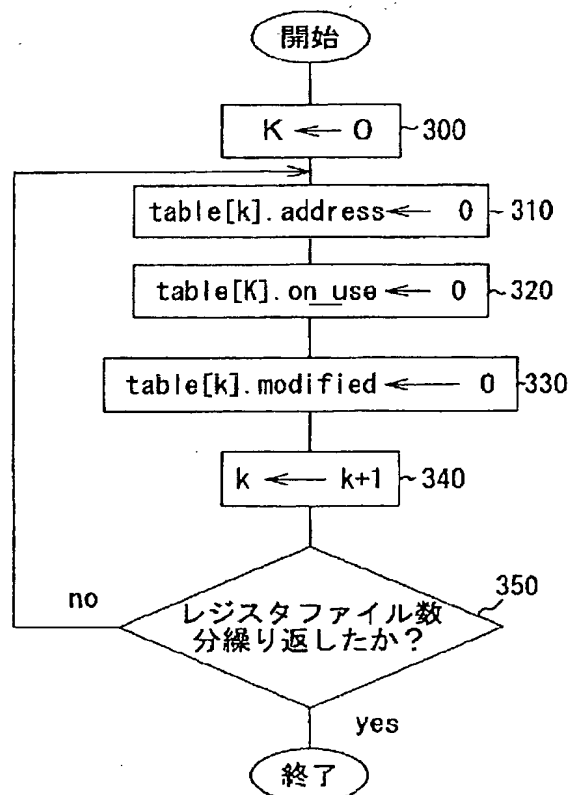 開始
K ← 0 ~300
table[k].address ← 0 ~310
table[K].on_use ← 0 ~320
table[k].modified ← 0 ~330
k ← k+1 ~340
no
350
レジスタファイル数
分繰り返したか?
yes
終了